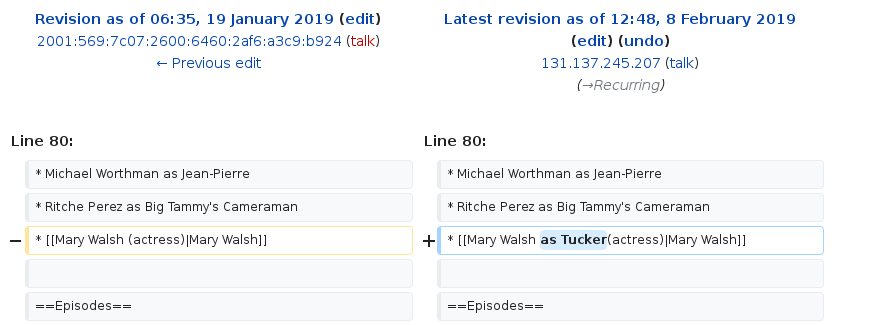 Revision as of 06:35, 19 January 2019 (edit)
2001:569:7c07:2600:6460:2af6:a3c9:b924 (talk)
← Previous edit
Latest revision as of 12:48, 8 February 2019
(edit) (undo)
131.137.245.207 (talk)
(→Recurring)
Line 80:
Line 80:
* Michael Worthman as Jean-Pierre
* Michael Worthman as Jean-Pierre
* Ritche Perez as Big Tammy's Cameraman
* Ritche Perez as Big Tammy's Cameraman
− * [[Mary Walsh (actress)|Mary Walsh]]
+ * [[Mary Walsh as Tucker(actress)|Mary Walsh]]
==Episodes==
==Episodes==